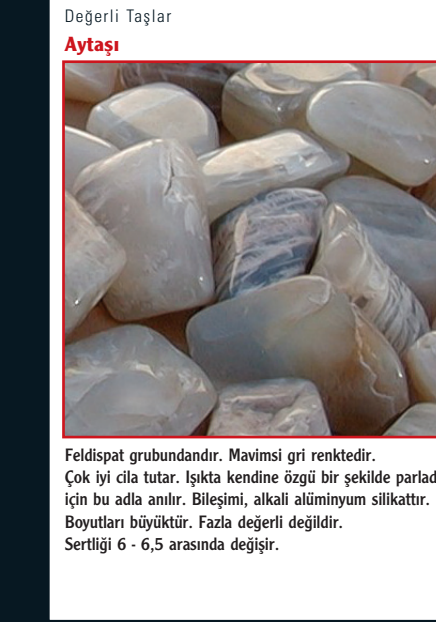 Değerli Taşlar
Aytaşı
Feldispat grubundandır. Mavimsi gri renktedir.
Çok iyi cila tutar. Işıkta kendine özgü bir şekilde
için bu adla anılır. Bileşimi, alkali alüminyum silikattır.
Boyutları büyüktür. Fazla değerli değildir.
Sertliği 6 - 6,5 arasında değişir.